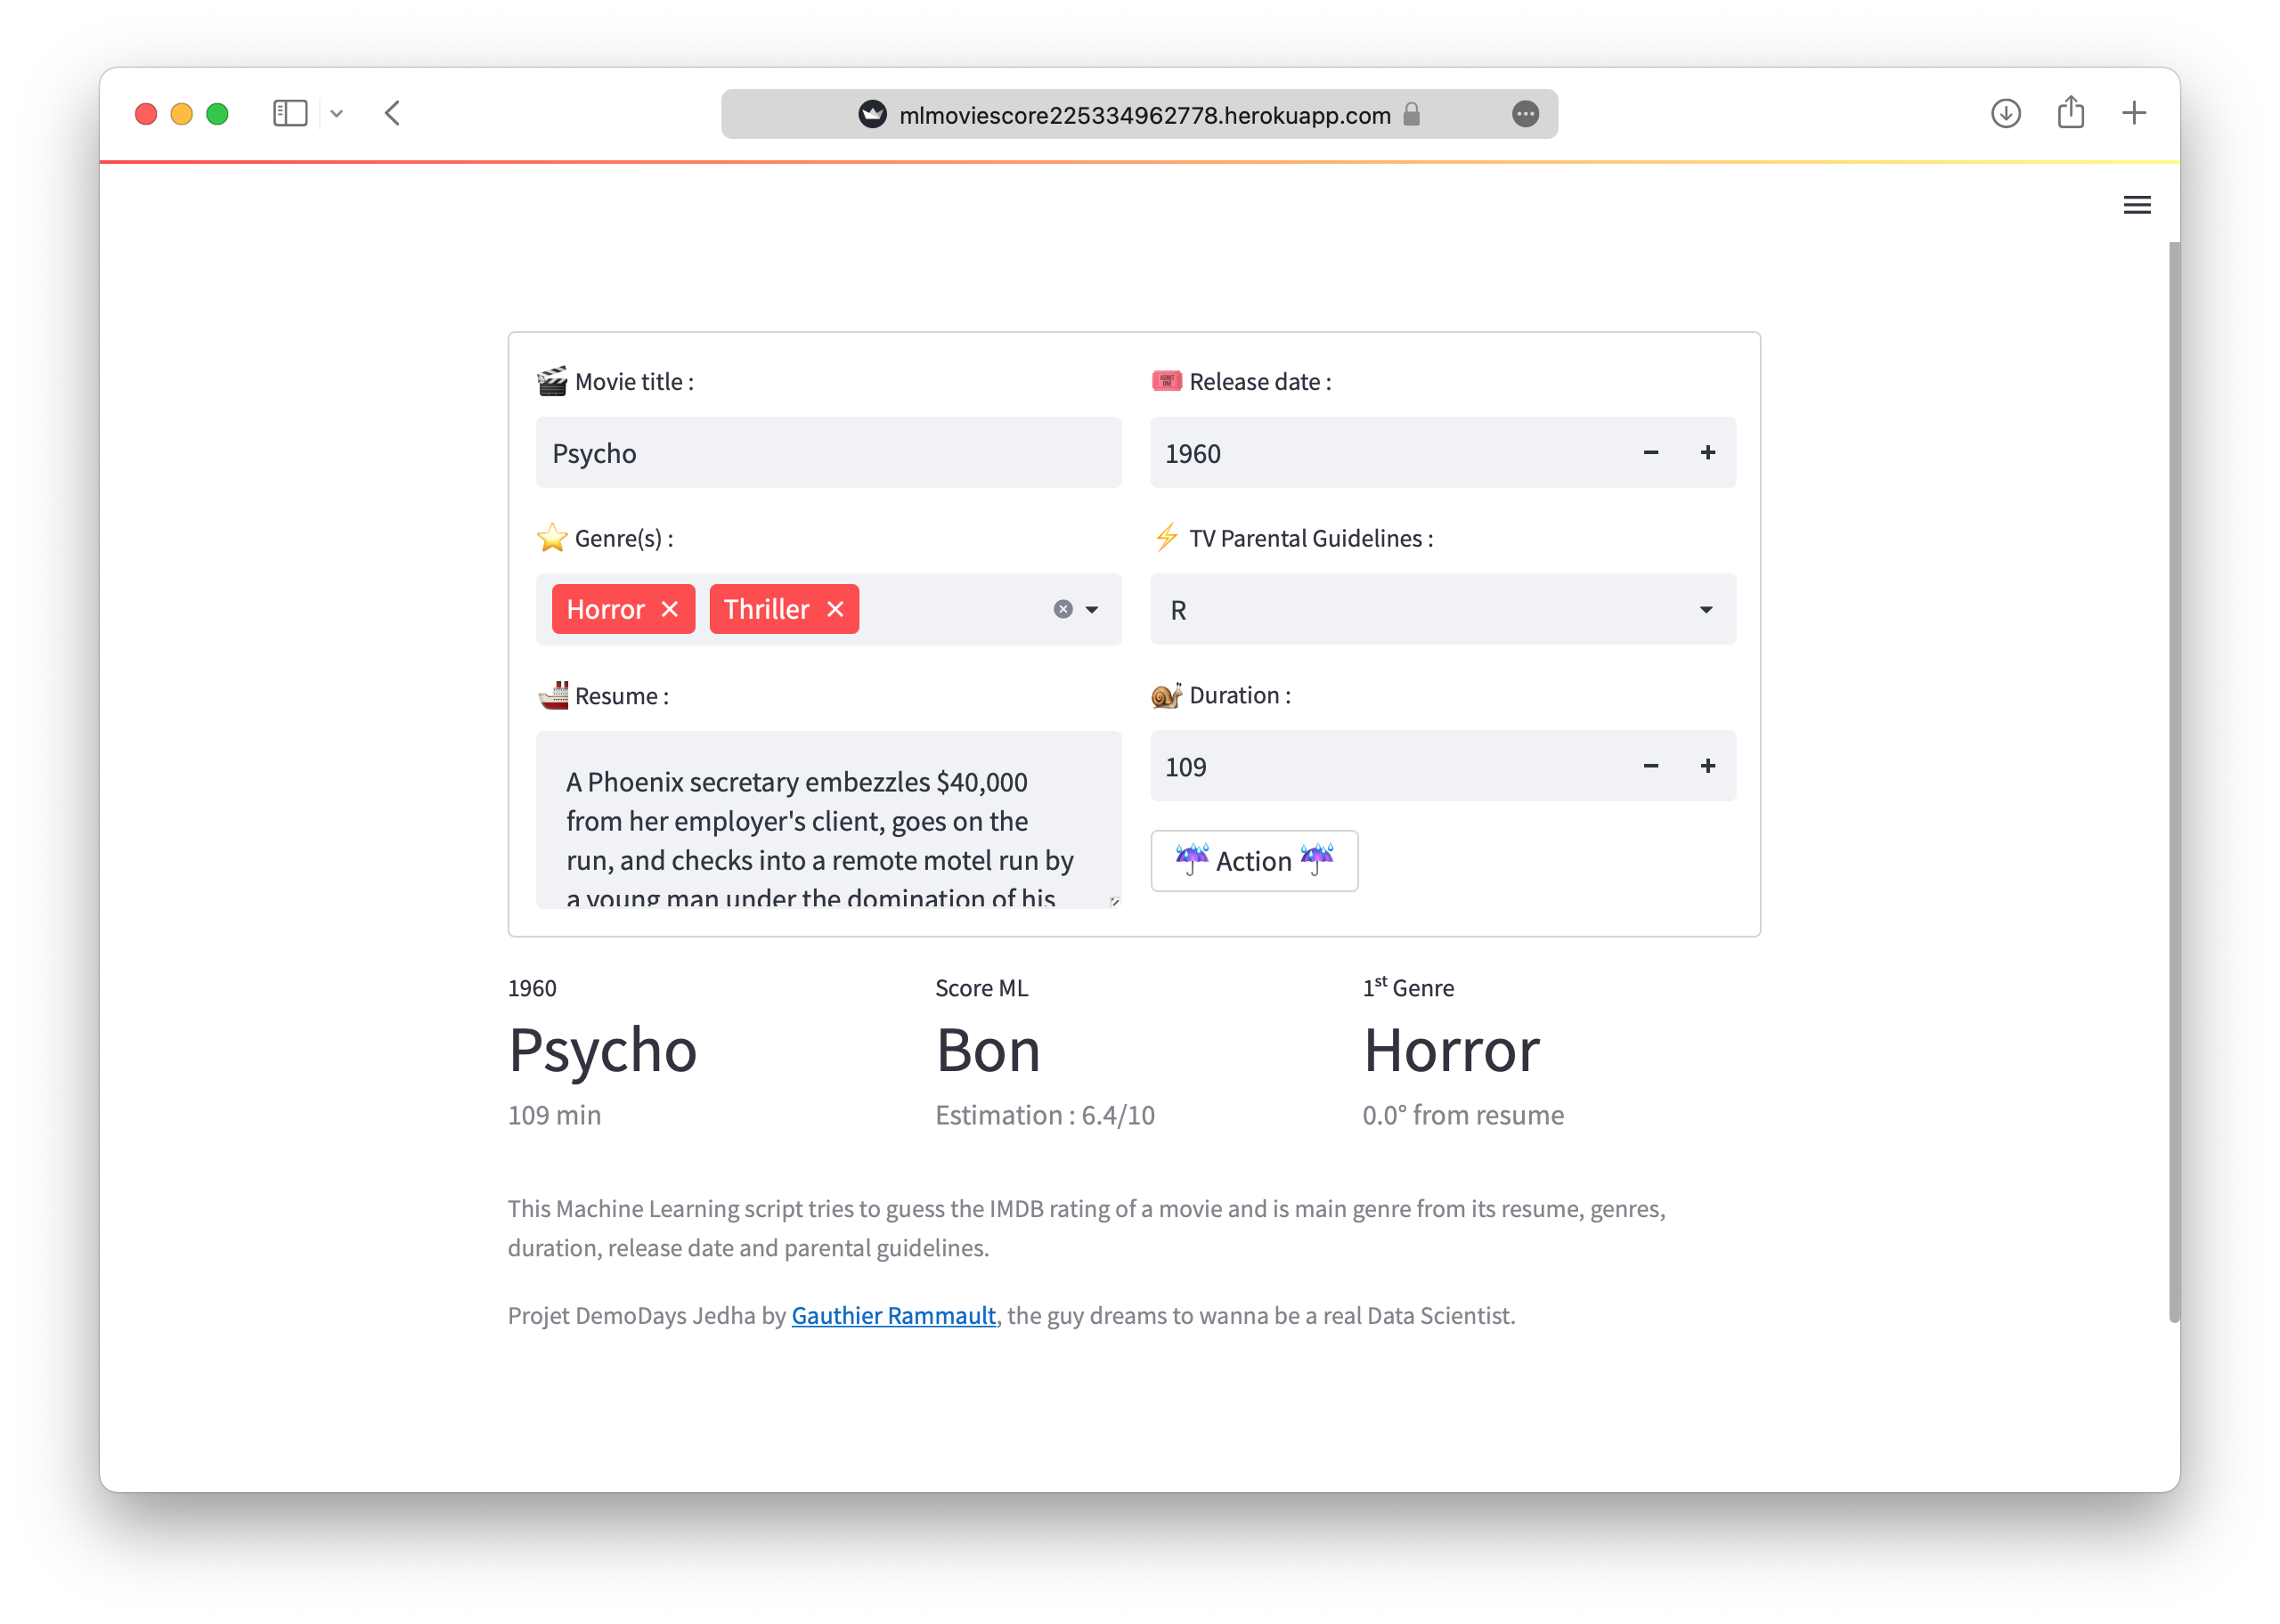 mlmoviescore225334962778.herokuapp.com
Movie title :
Psycho
Release date :
1960
Genre(s) :
Horror
Thriller
TV Parental Guidelines :
R
Resume :
A Phoenix secretary embezzles $40,000
from her employer's client, goes on the
run, and checks into a remote motel run by
a young man under the domination of his
Duration :
109
Action
1960
Psycho
109 min
Score ML
Bon
Estimation : 6.4/10
1st Genre
Horror
0.0° from resume
This Machine Learning script tries to guess the IMDB rating of a movie and is main genre from its resume, genres,
duration, release date and parental guidelines.
Projet DemoDays Jedha by Gauthier Rammault, the guy dreams to wanna be a real Data Scientist.